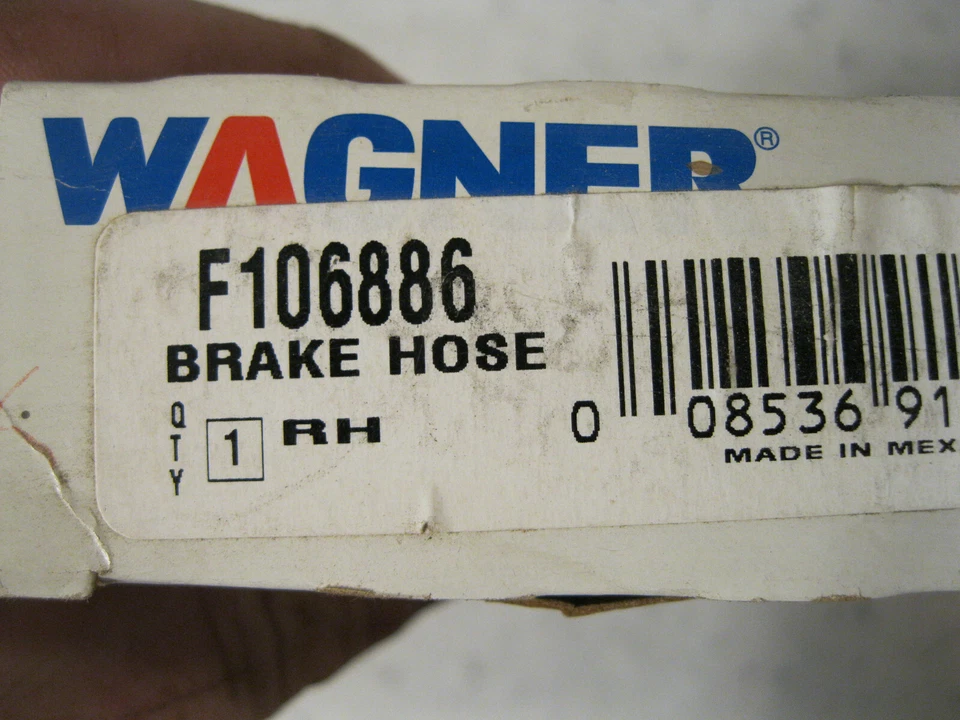 WAGNER®
F106886
BRAKE HOSE
QTY 1 RH
0 08536 91
MADE IN MEX